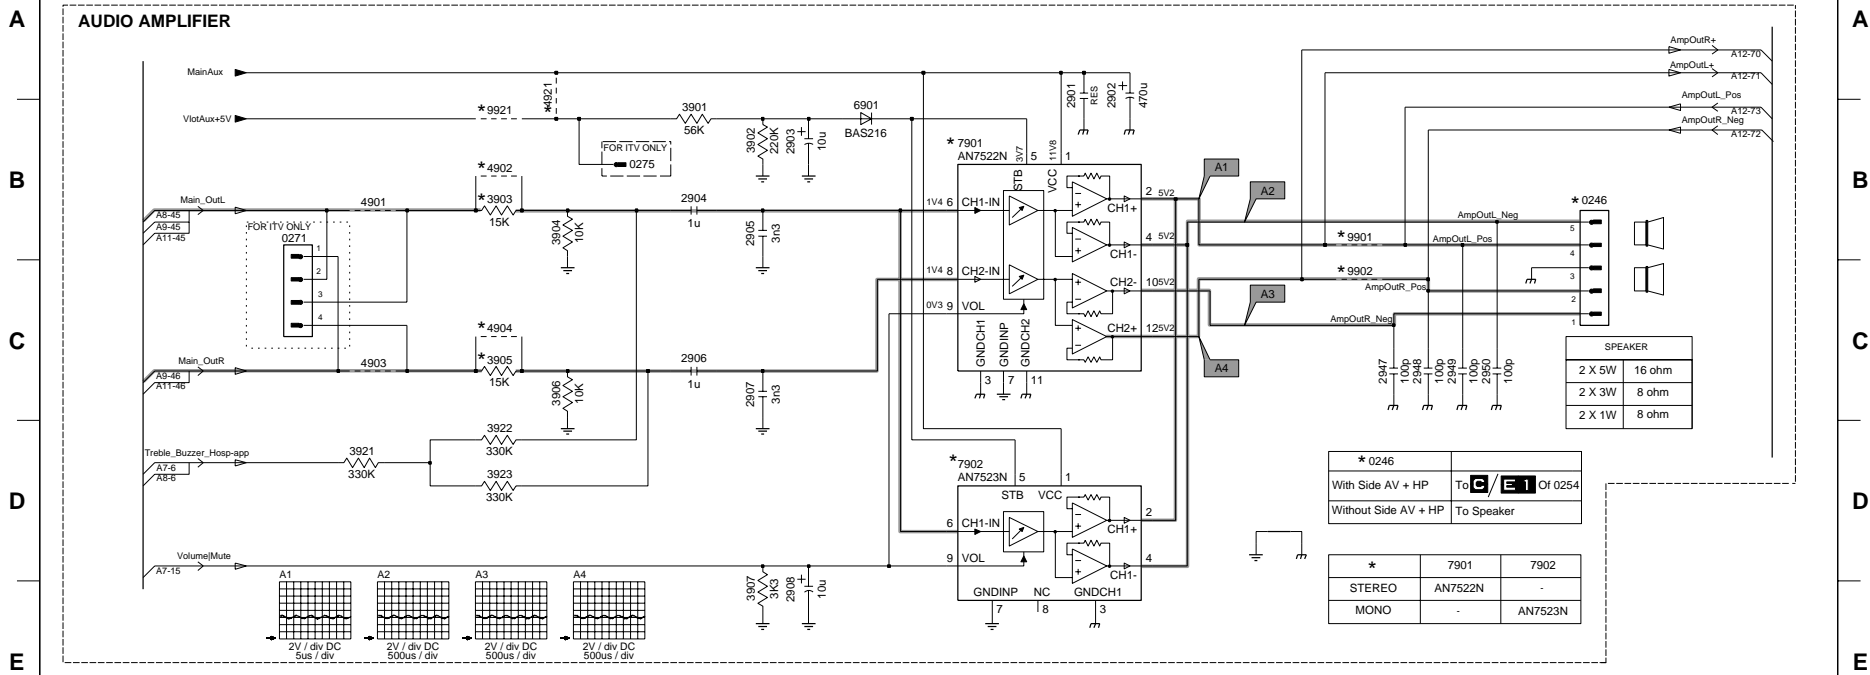 A
A
AUDIO AMPLIFIER
AmpOutR+
A12-70
AmpOutL+
A12-71
AmpOutL_Pos
A12-73
AmpOutR_Neg
A12-72
MainAux
*4921
2901
RES
2902
+
470u
VlotAux+5V
*9921
3901
56K
3902
220K
2903
+
10u
6901
BAS216
FOR ITV ONLY
0275
B
B
*7901
AN7522N
3V7
5
11V8
1
STB
VCC
*4902
Main_OutL
A8-45
A9-45
A11-45
4901
*3903
15K
3904
10K
2904
1u
2905
3n3
1V4 6 CH1-IN
2 5V2
CH1+
4 5V2
CH1-
A1
A2
AmpOutL_Neg
*0246
5
*9901
AmpOutL_Pos
4
FOR ITV ONLY
0271
1
2
3
4
1V4 8 CH2-IN
CH2-
10 5V2
*9902
AmpOutR_Pos
3
2
0V3 9 VOL
A3
AmpOutR_Neg
1
CH2+
12 5V2
A4
GNDCH1
GNDINP
GNDCH2
3 7 11
C
C
*4904
Main_OutR
A9-46
A11-46
4903
*3905
15K
3906
10K
2906
1u
2907
3n3
2947
100p
2948
100p
2949
100p
2950
100p
SPEAKER
2 X 5W 16 ohm
2 X 3W 8 ohm
2 X 1W 8 ohm
Treble_Buzzer_Hosp-app
A7-6
A8-6
3921
330K
3922
330K
3923
330K
*7902
AN7523N
5
1
STB VCC
6 CH1-IN
2
CH1+
9 VOL
4
CH1-
GNDINP NC GNDCH1
7 8 3
D
D
*0246
With Side AV + HP To C / E 1 Of 0254
Without Side AV + HP To Speaker
Volume|Mute
A7-15
3907
3K3
2908
+
10u
* 7901 7902
STEREO AN7522N -
MONO - AN7523N
A1
2V / div DC
5us / div
A2
2V / div DC
500us / div
A3
2V / div DC
500us / div
A4
2V / div DC
500us / div
E
E